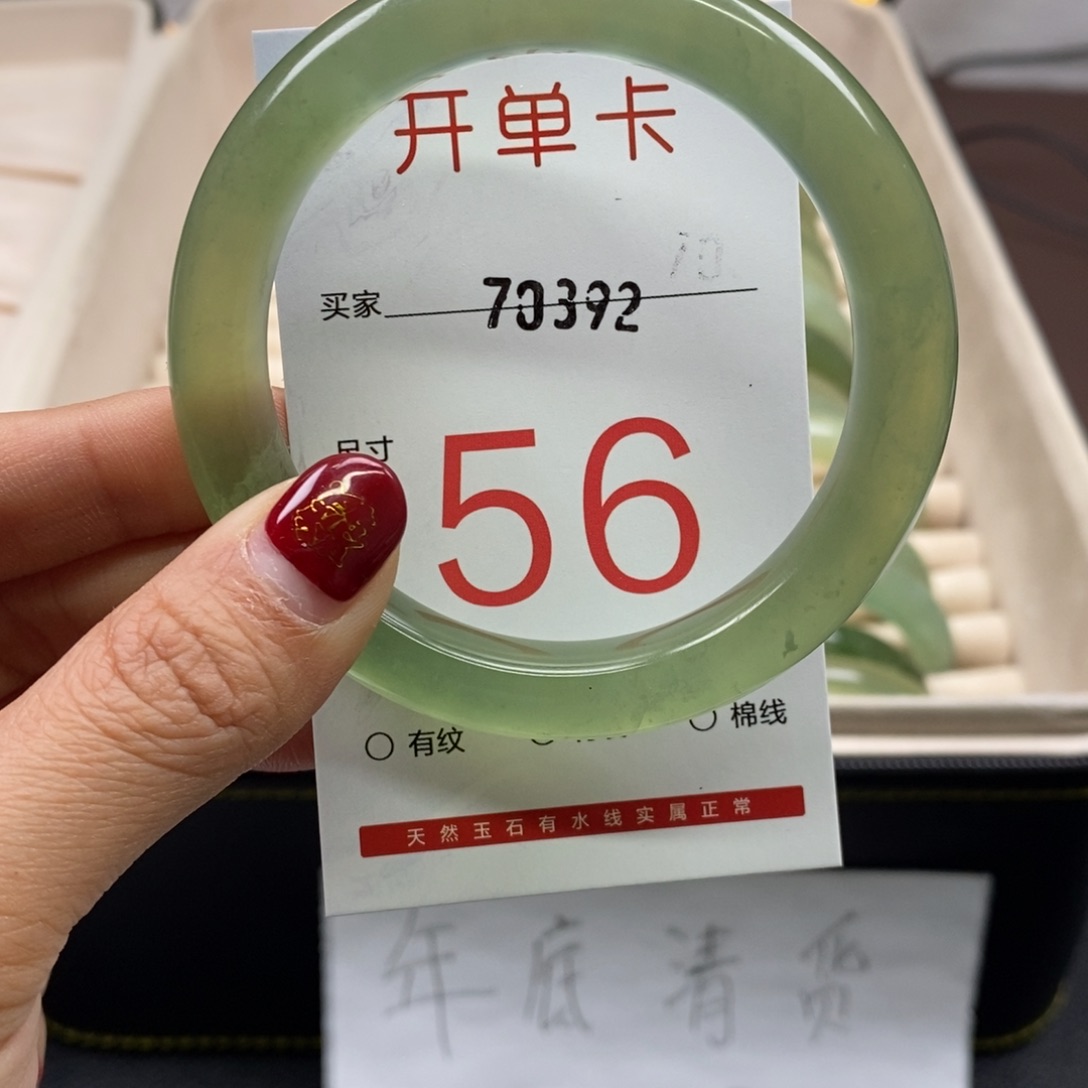 开单卡
70
买家 70392
尺寸 56
有纹 棉线
天然玉石有水线实属正常
年底清货